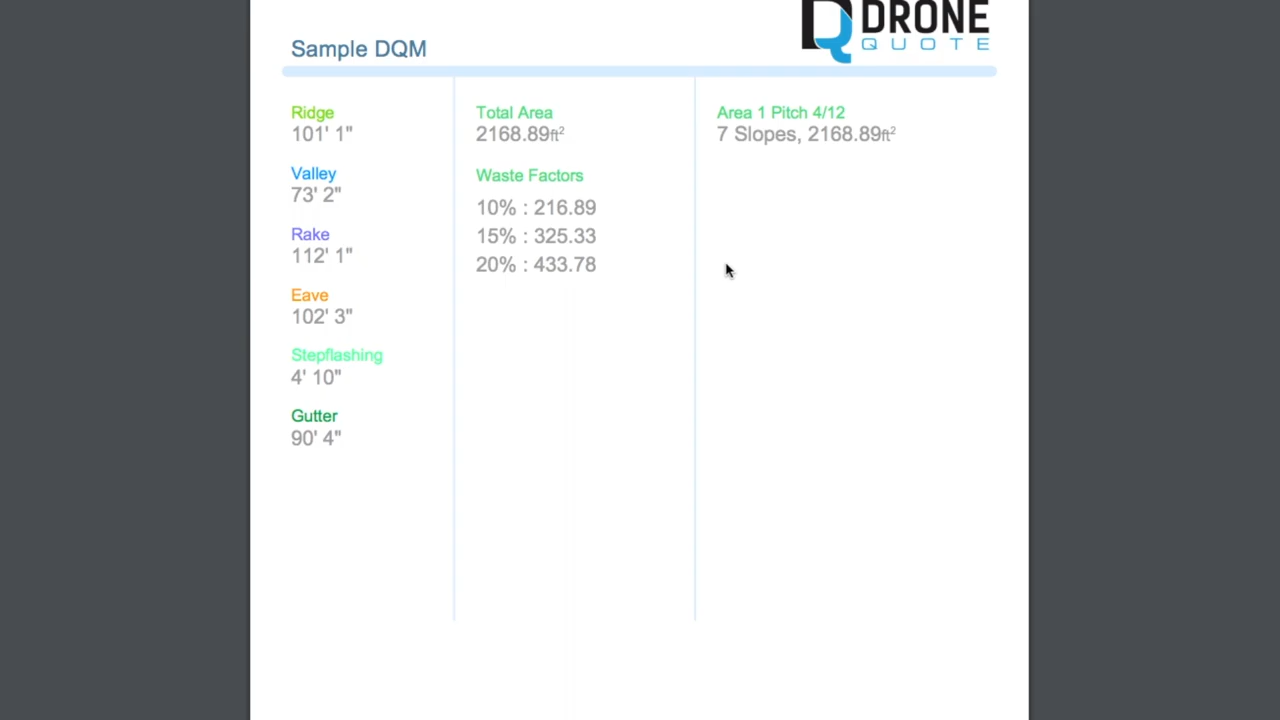 DRONE
QUOTE
Sample DQM
Ridge
101' 1"
Valley
73' 2"
Rake
112' 1"
Eave
102' 3"
Stepflashing
4' 10"
Gutter
90' 4"
Total Area
2168.89ft²
Waste Factors
10% : 216.89
15% : 325.33
20% : 433.78
Area 1 Pitch 4/12
7 Slopes, 2168.89ft²